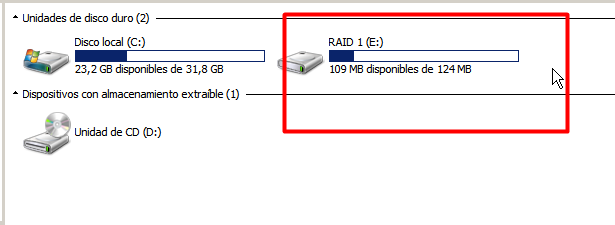 Unidades de disco duro (2)
Disco local (C:)
23,2 GB disponibles de 31,8 GB
RAID 1 (E:)
109 MB disponibles de 124 MB
Dispositivos con almacenamiento extraíble (1)
Unidad de CD (D:)